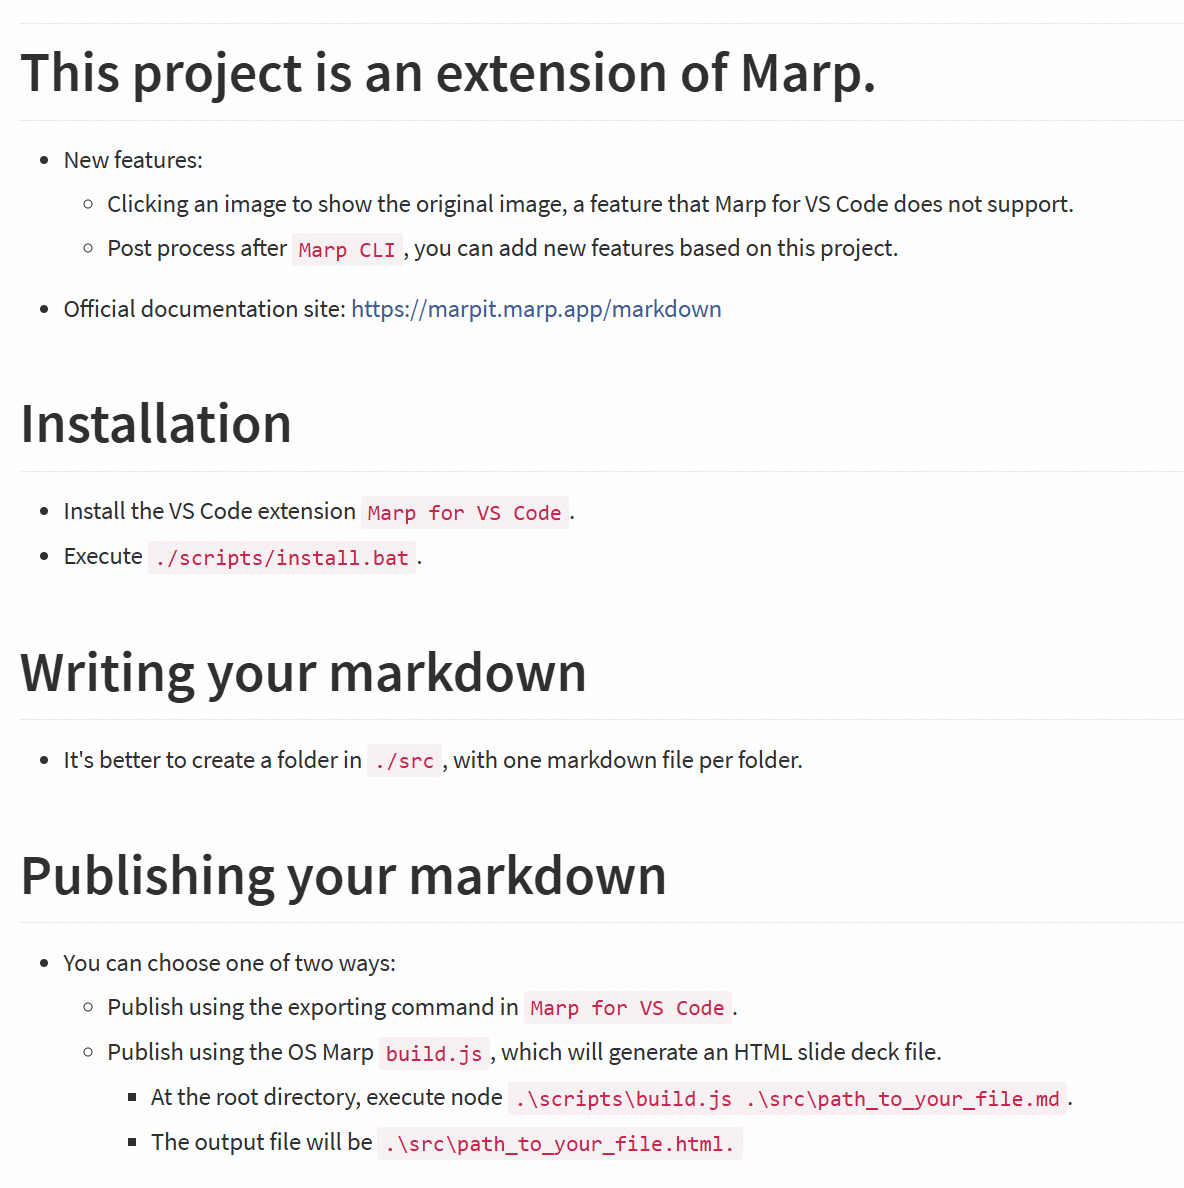 This project is an extension of Marp.
New features:
Clicking an image to show the original image, a feature that Marp for VS Code does not support.
Post process after Marp CLI, you can add new features based on this project.
Official documentation site: https://marpit.marp.app/markdown
Installation
Install the VS Code extension Marp for VS Code.
Execute ./scripts/install.bat.
Writing your markdown
It's better to create a folder in ./src, with one markdown file per folder.
Publishing your markdown
You can choose one of two ways:
Publish using the exporting command in Marp for VS Code.
Publish using the OS Marp build.js, which will generate an HTML slide deck file.
At the root directory, execute node .\scripts\build.js .\src\path_to_your_file.md.
The output file will be .\src\path_to_your_file.html.